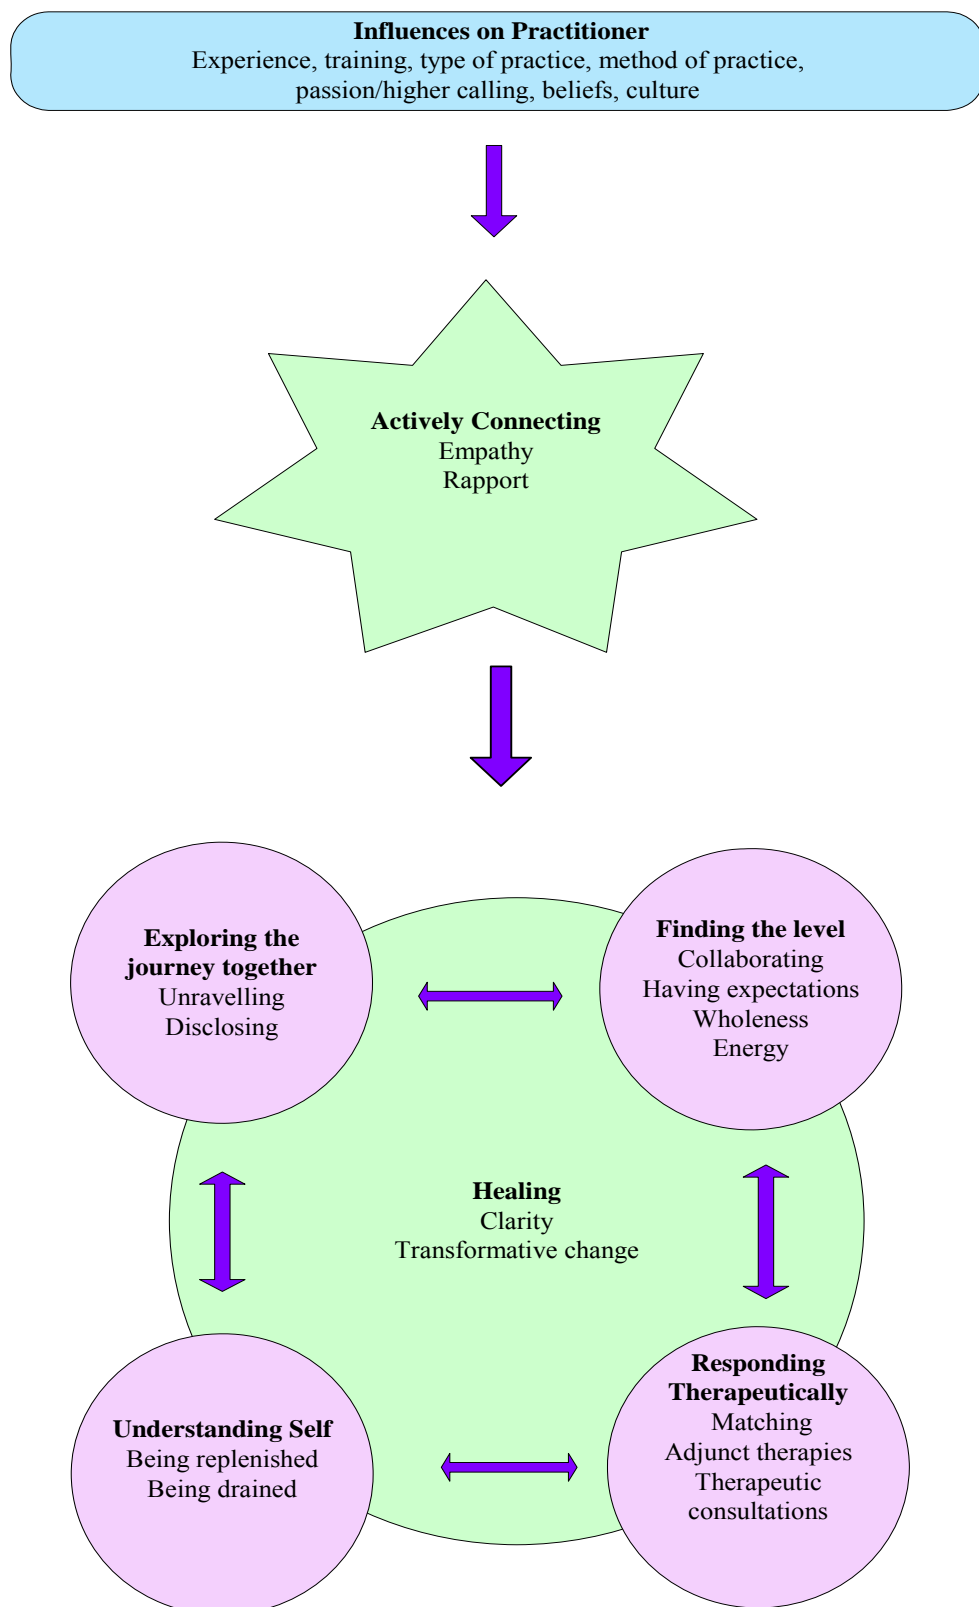 Influences on Practitioner
Experience, training, type of practice, method of practice,
passion/higher calling, beliefs, culture
Actively Connecting
Empathy
Rapport
Exploring the
journey together
Unravelling
Disclosing
Finding the level
Collaborating
Having expectations
Wholeness
Energy
Healing
Clarity
Transformative change
Understanding Self
Being replenished
Being drained
Responding
Therapeutically
Matching
Adjunct therapies
Therapeutic
consultations